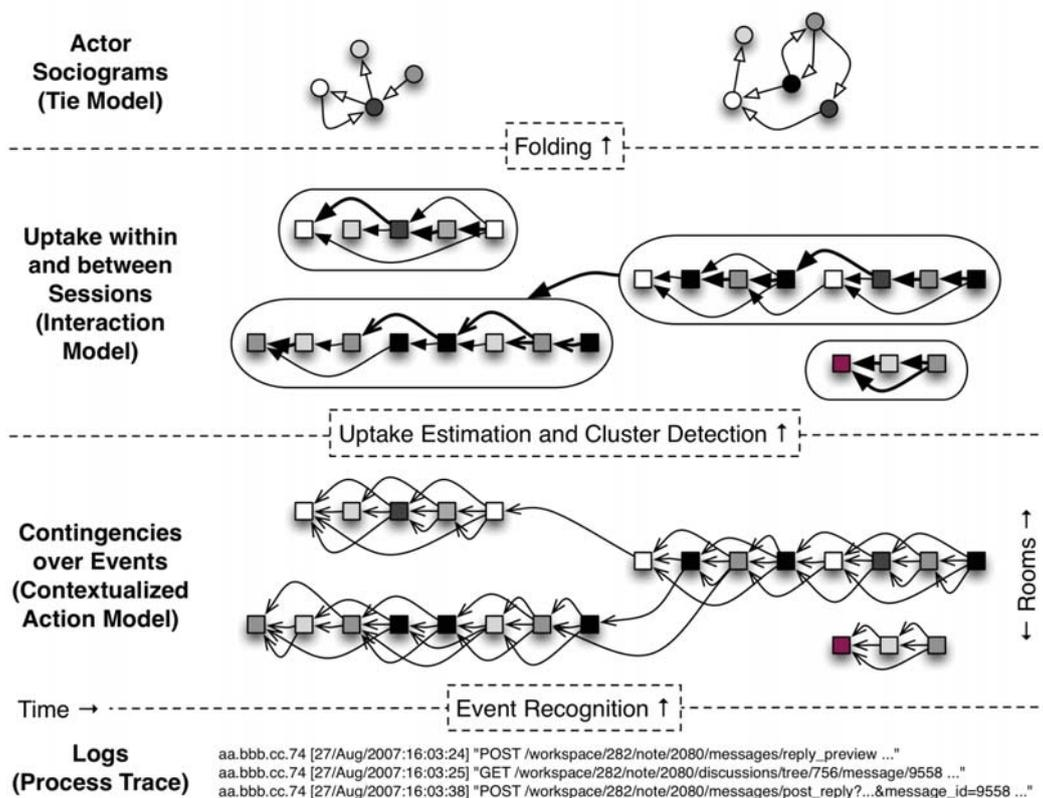 Actor
Sociograms
(Tie Model)
Folding ↑
Uptake within
and between
Sessions
(Interaction
Model)
Uptake Estimation and Cluster Detection ↑
Contingencies
over Events
(Contextualized
Action Model)
← Rooms →
Time →
Event Recognition ↑
Logs
(Process Trace)
aa.bbb.cc.74 [27/Aug/2007:16:03:24] "POST /workspace/282/note/2080/messages/reply_preview ..."
aa.bbb.cc.74 [27/Aug/2007:16:03:25] "GET /workspace/282/note/2080/discussions/tree/756/message/9558 ..."
aa.bbb.cc.74 [27/Aug/2007:16:03:38] "POST /workspace/282/note/2080/messages/post_reply?...&message_id=9558 ..."